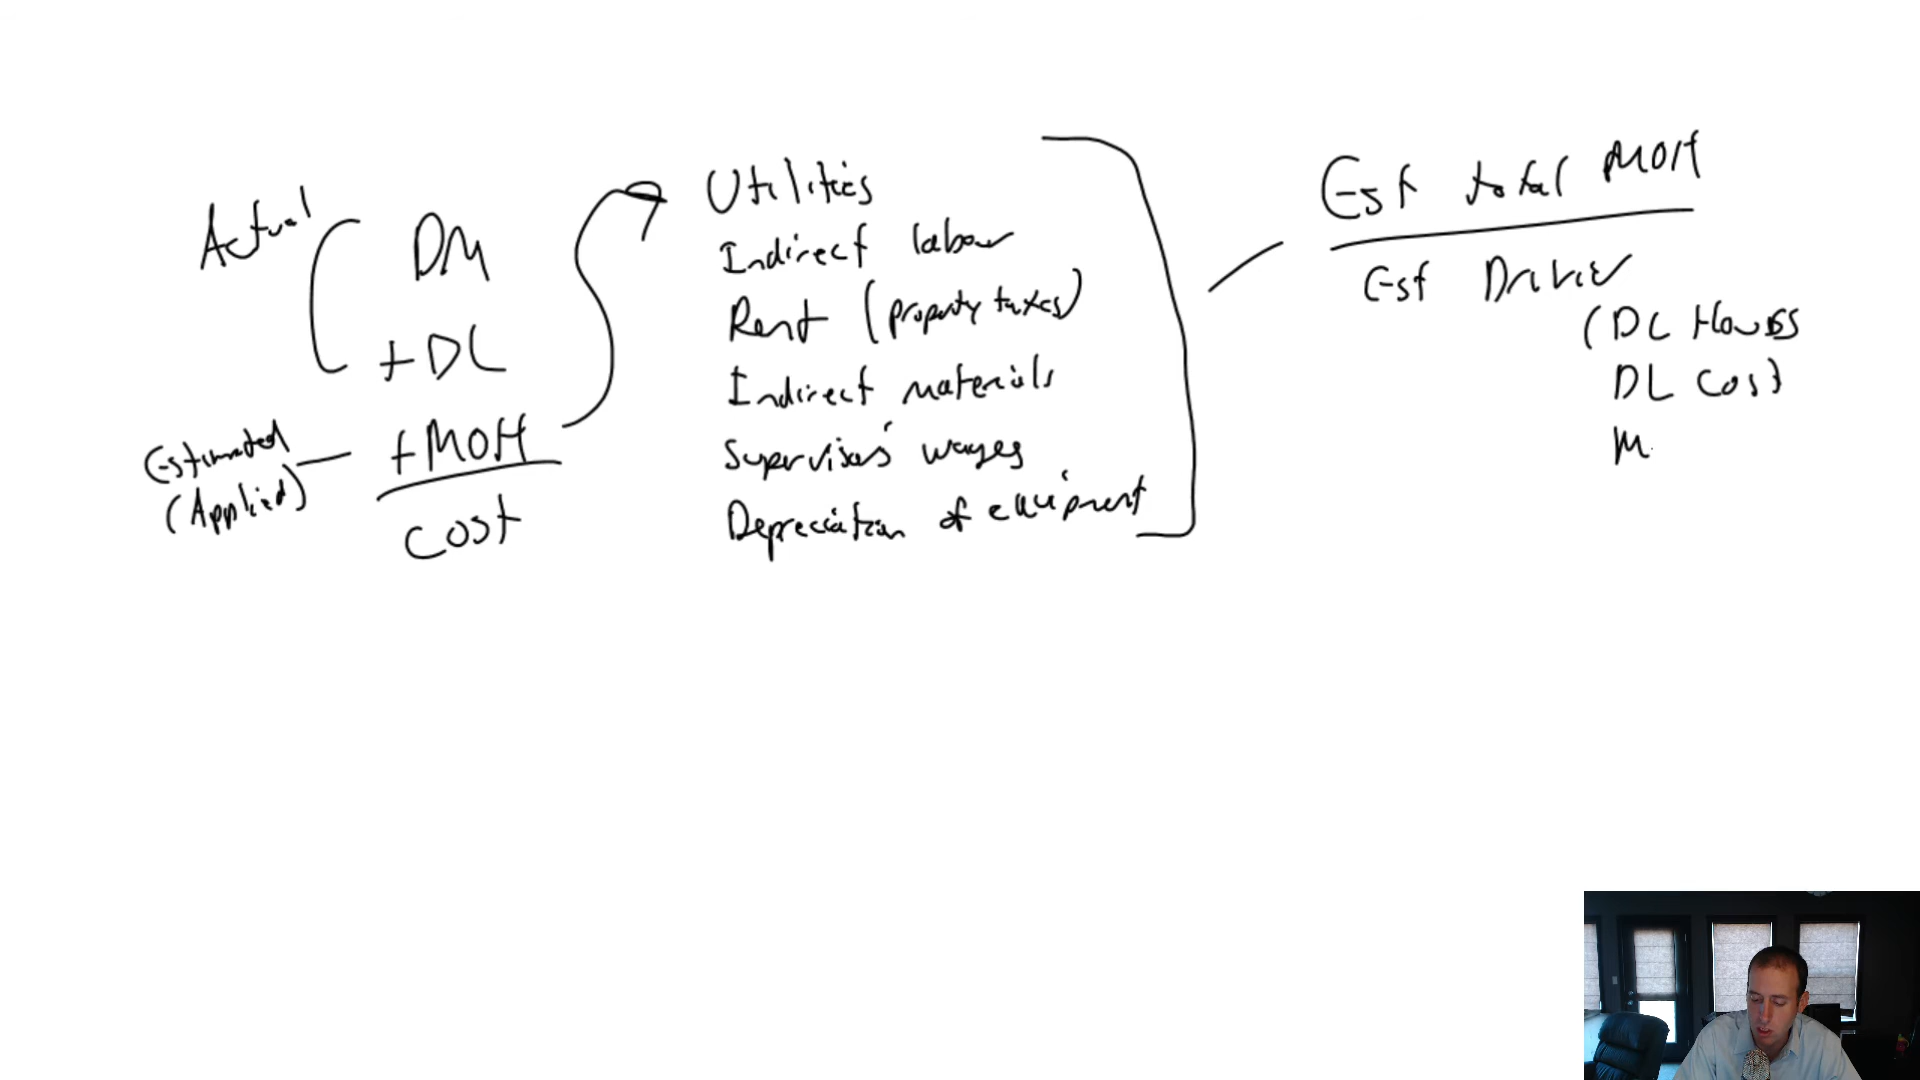 Actual
DM
+DL
Estimated
(Applied)
+MOH
Cost
Utilities
Indirect labour
Rent (property taxes)
Indirect materials
Supervisors' wages
Depreciation of equipment
Est total MOH
Est Driver
(DL Hours
DL Cost
M